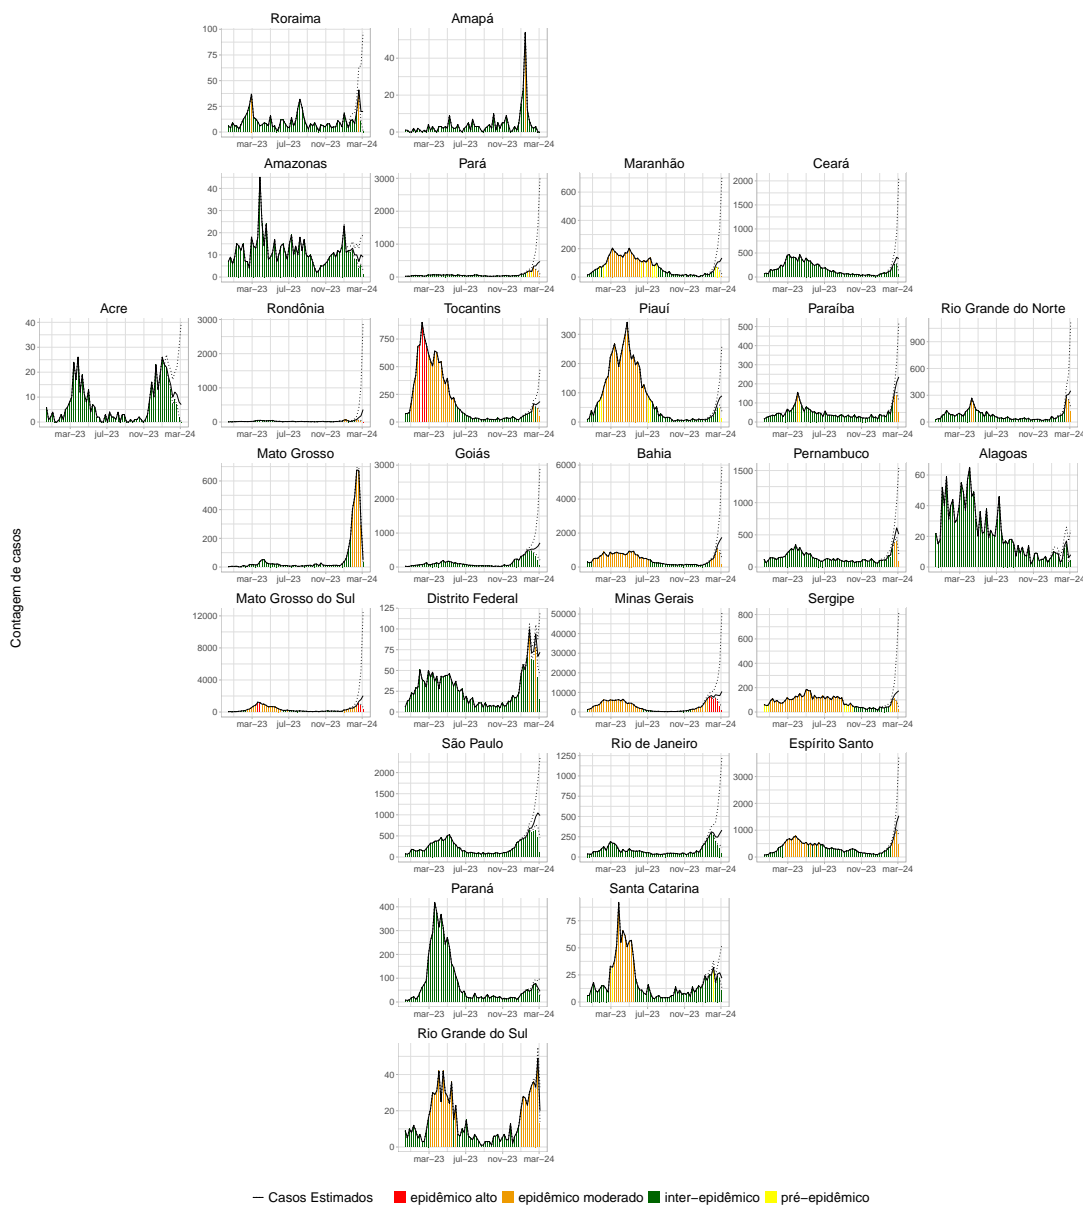 Roraima
Amapá
100
75
50
25
0
mar−23 jul−23 nov−23 mar−24
40
20
0
mar−23 jul−23 nov−23 mar−24
Amazonas
Pará
Maranhão
Ceará
40
30
20
10
0
mar−23 jul−23 nov−23 mar−24
3000
2000
1000
0
mar−23 jul−23 nov−23 mar−24
600
400
200
0
mar−23 jul−23 nov−23 mar−24
2000
1500
1000
500
0
mar−23 jul−23 nov−23 mar−24
Acre
Rondônia
Tocantins
Piauí
Paraíba
Rio Grande do Norte
40
30
20
10
0
mar−23 jul−23 nov−23 mar−24
3000
2000
1000
0
mar−23 jul−23 nov−23 mar−24
750
500
250
0
mar−23 jul−23 nov−23 mar−24
300
200
100
0
mar−23 jul−23 nov−23 mar−24
500
400
300
200
100
0
mar−23 jul−23 nov−23 mar−24
900
600
300
0
mar−23 jul−23 nov−23 mar−24
Mato Grosso
Goiás
Bahia
Pernambuco
Alagoas
600
400
200
0
mar−23 jul−23 nov−23 mar−24
3000
2000
1000
0
mar−23 jul−23 nov−23 mar−24
6000
4000
2000
0
mar−23 jul−23 nov−23 mar−24
1500
1000
500
0
mar−23 jul−23 nov−23 mar−24
60
40
20
0
mar−23 jul−23 nov−23 mar−24
Contagem de casos
Mato Grosso do Sul
Distrito Federal
Minas Gerais
Sergipe
12500
10000
7500
5000
2500
0
mar−23 jul−23 nov−23 mar−24
125
100
75
50
25
0
mar−23 jul−23 nov−23 mar−24
50000
40000
30000
20000
10000
0
mar−23 jul−23 nov−23 mar−24
800
600
400
200
0
mar−23 jul−23 nov−23 mar−24
São Paulo
Rio de Janeiro
Espírito Santo
2000
1500
1000
500
0
mar−23 jul−23 nov−23 mar−24
1250
1000
750
500
250
0
mar−23 jul−23 nov−23 mar−24
3000
2000
1000
0
mar−23 jul−23 nov−23 mar−24
Paraná
Santa Catarina
400
300
200
100
0
mar−23 jul−23 nov−23 mar−24
75
50
25
0
mar−23 jul−23 nov−23 mar−24
Rio Grande do Sul
40
20
0
mar−23 jul−23 nov−23 mar−24
Casos Estimados epidêmico alto epidêmico moderado inter−epidêmico pré−epidêmico